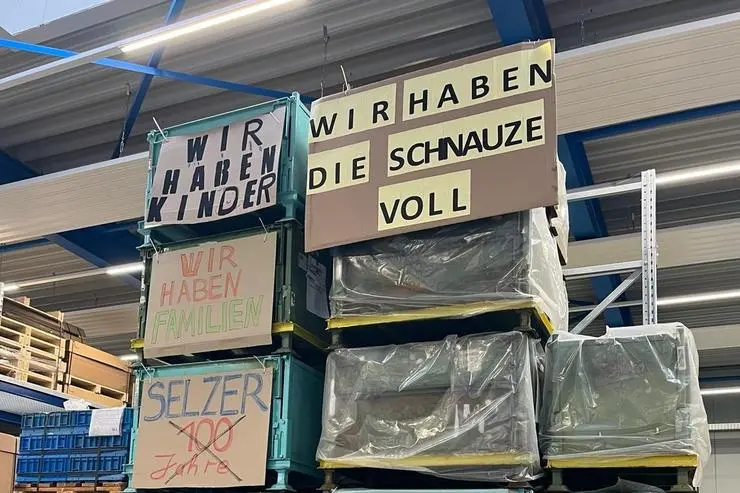 WIR
HABEN
KINDER
WIR
HABEN
FAMILIEN
SELZER
100
Jahre
WIR HABEN
DIE SCHNAUZE
VOLL